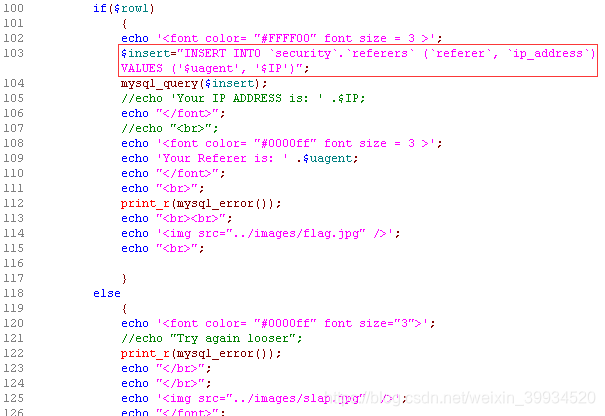 100 if($row1)
101 {
102 echo '<font color= "#FFFF00" font size = 3 >';
103 $insert="INSERT INTO `security`.`referers` (`referer`, `ip_address`)
VALUES ('$uagent', '$IP')";
104 mysql_query($insert);
105 //echo 'Your IP ADDRESS is: ' .$IP;
106 echo "</font>";
107 //echo "<br>";
108 echo '<font color= "#0000ff" font size = 3 >';
109 echo 'Your Referer is: ' .$uagent;
110 echo "</font>";
111 echo "<br>";
112 print_r(mysql_error());
113 echo "<br><br>";
114 echo '<img src="../images/flag.jpg" />';
115 echo "<br>";
116
117 }
118 else
119 {
120 echo '<font color= "#0000ff" font size="3">';
121 //echo "Try again looser";
122 print_r(mysql_error());
123 echo "</br>";
124 echo "</br>";
125 echo '<img src="../images/slap.jpg" />';
126 echo "</font>";
https://blog.csdn.net/weixin_39934520